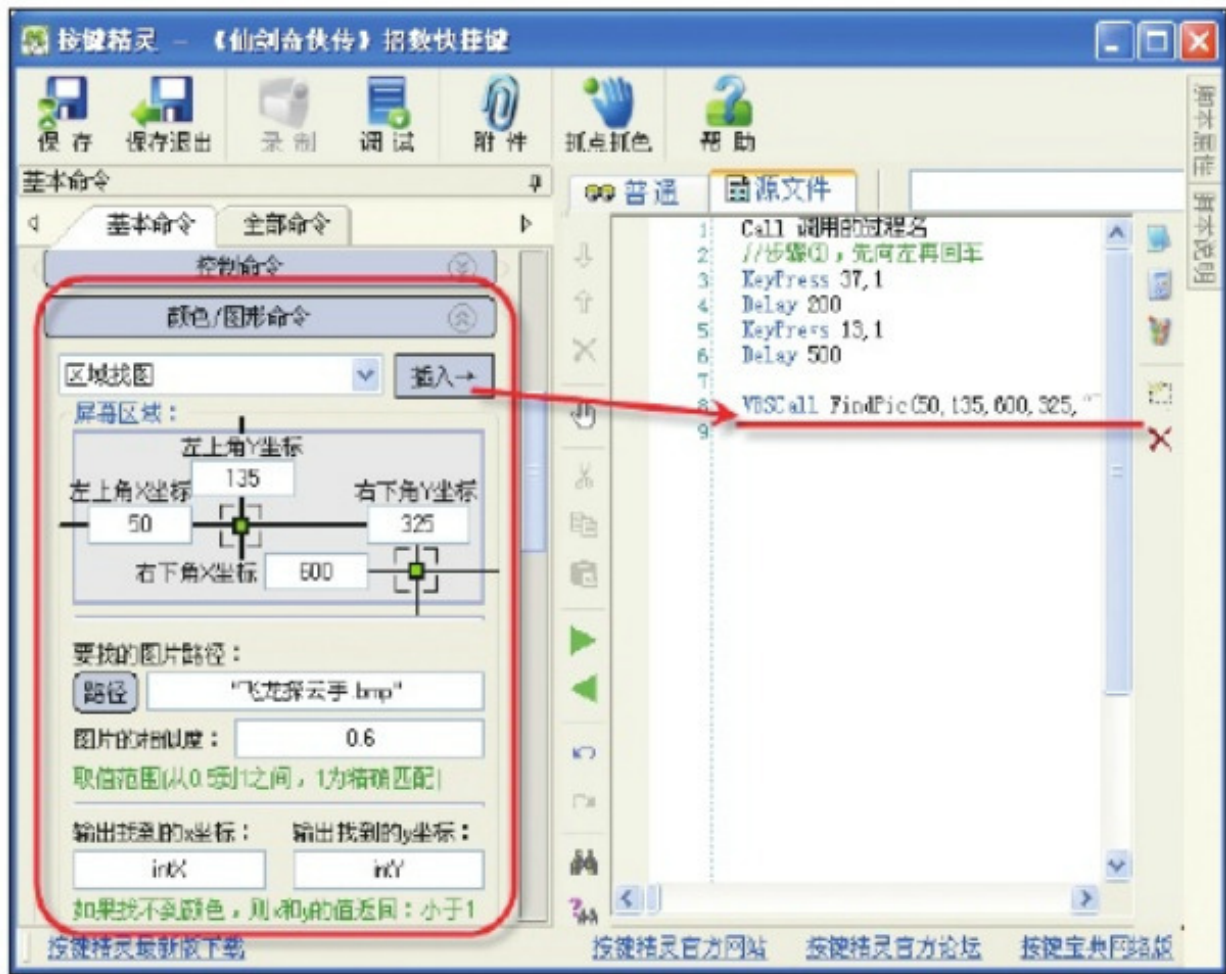 按键精灵 - 《仙剑奇侠传》招数快捷键
保存 保存退出 录制 调试 附件 抓点抓色 帮助
脚本属性
脚本说明
基本命令
普通 源文件
基本命令 全部命令
控制命令
颜色/图形命令
区域找图 插入→
屏幕区域：
左上角Y坐标
135
左上角X坐标
50
右下角Y坐标
325
右下角X坐标 600
要找的图片路径：
路径 "飞龙探云手.bmp"
图片的相似度： 0.6
取值范围(从0.5到1之间，1为精确匹配)
输出找到的x坐标： 输出找到的y坐标：
intX intY
如果找不到颜色，则x和y的值返回：小于1
1 Call 调用的过程名
2 //步骤①，先向左再回车
3 KeyPress 37,1
4 Delay 200
5 KeyPress 13,1
6 Delay 500
7
8 VBSCall FindPic(50,135,600,325,"
9
按键精灵最新版下载 按键精灵官方网站 按键精灵官方论坛 按键宝典网络版